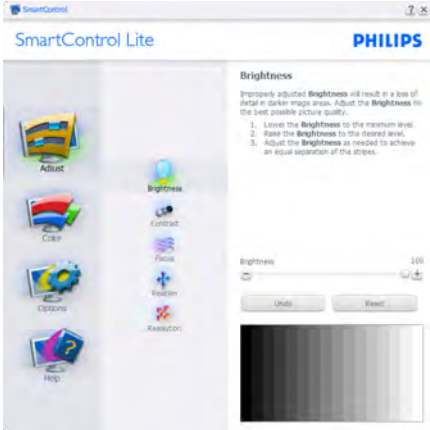 SmartControl
SmartControl Lite
PHILIPS
Adjust
Color
Options
Help
Brightness
Contrast
Focus
Position
Resolution
Brightness
Improperly adjusted Brightness will result in a loss of
detail in darker image areas. Adjust the Brightness for
the best possible picture quality.
1. Lower the Brightness to the minimum level.
2. Raise the Brightness to the desired level.
3. Adjust the Brightness as needed to achieve
an equal separation of the stripes.
Brightness 100
Undo Reset